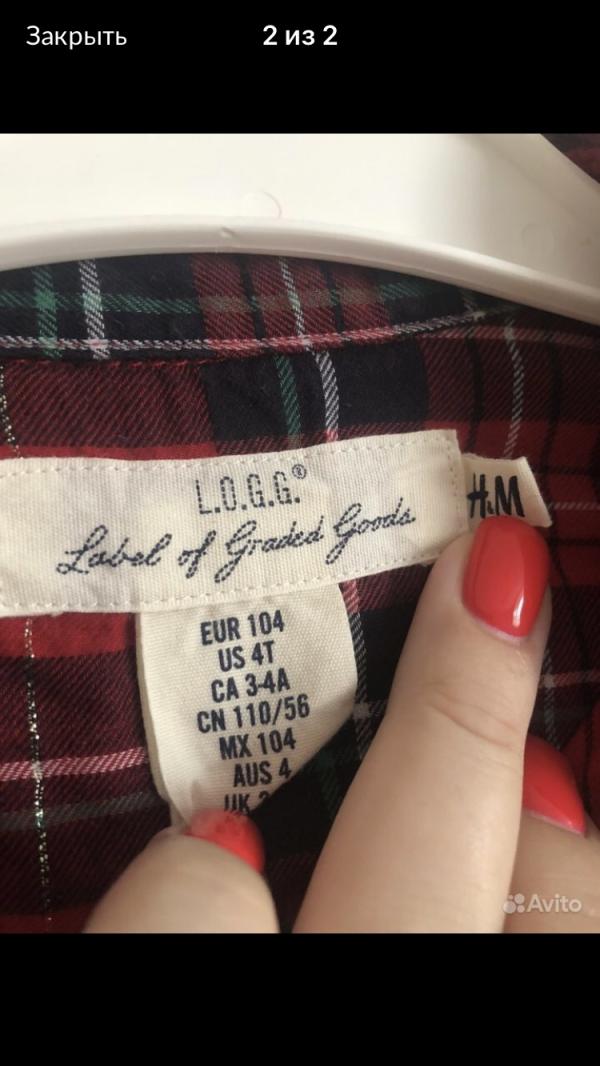 Закрыть
2 из 2
L.O.G.G.®
Label of Graded Goods
H&M
EUR 104
US 4T
CA 3-4A
CN 110/56
MX 104
AUS 4
UK
Avito